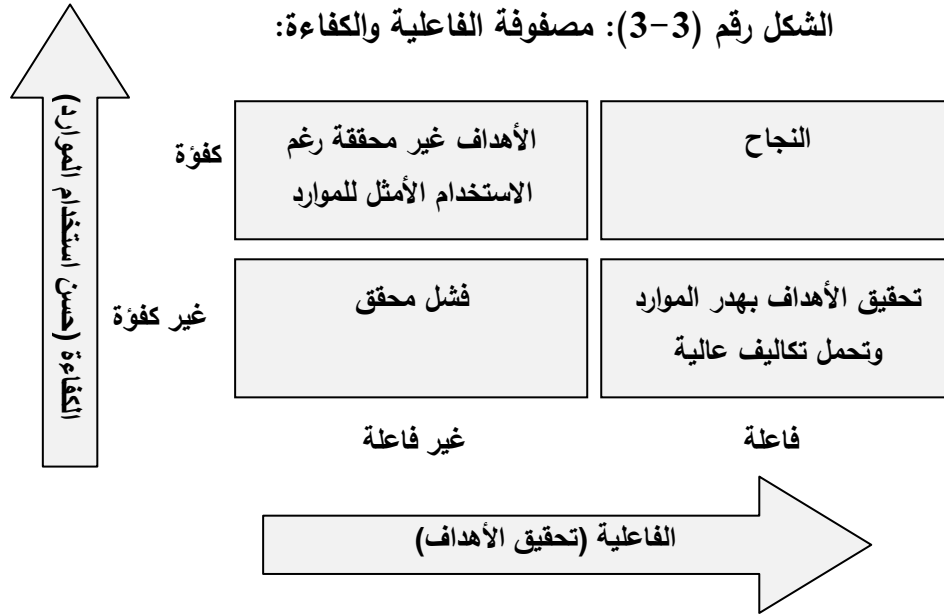 الشكل رقم (3-3): مصفوفة الفاعلية والكفاءة:
الكفاءة (حسن استخدام الموارد)
كفؤة
النجاح
الأهداف غير محققة رغم
الاستخدام الأمثل للموارد
غير كفؤة
تحقيق الأهداف بهدر الموارد
وتحمل تكاليف عالية
فشل محقق
فاعلة
غير فاعلة
الفاعلية (تحقيق الأهداف)